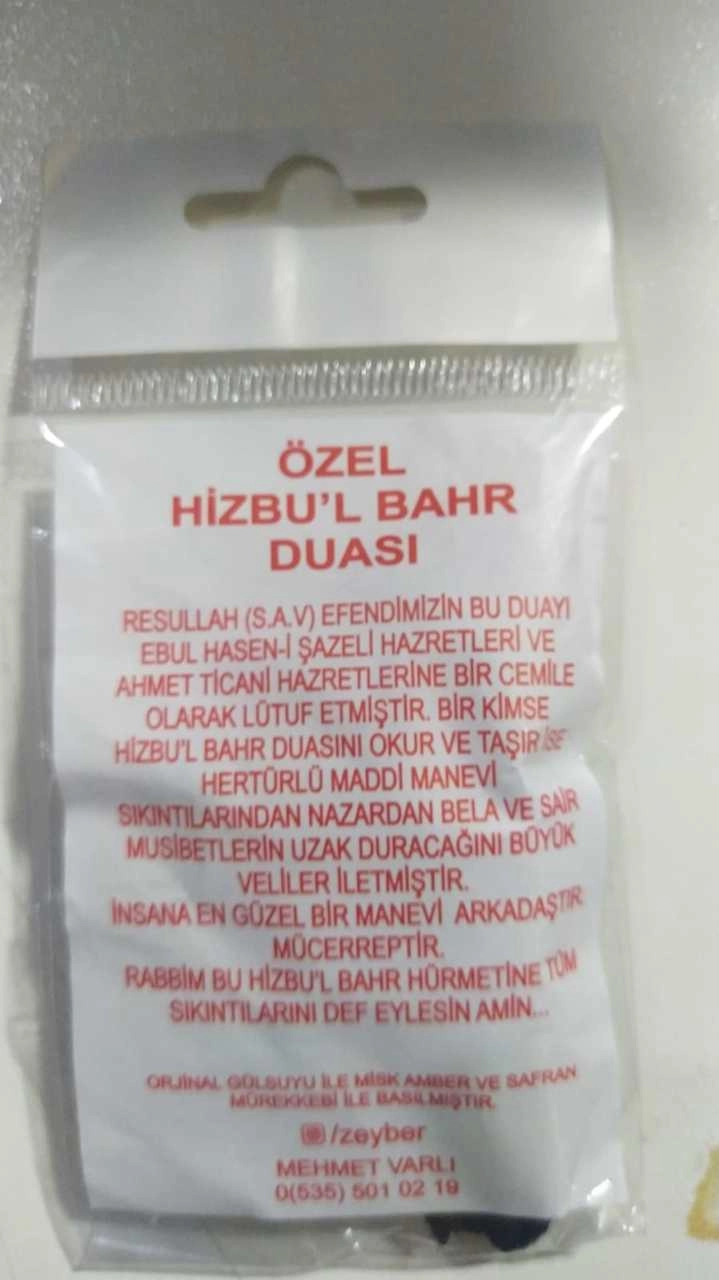 ÖZEL
HİZBU'L BAHR
DUASI
RESULLAH (S.A.V) EFENDİMİZİN BU DUAYI
EBUL HASEN-İ ŞAZELİ HAZRETLERİ VE
AHMET TİCANİ HAZRETLERİNE BİR CEMİLE
OLARAK LÜTUF ETMİŞTİR. BİR KİMSE
HİZBU'L BAHR DUASINI OKUR VE TAŞIR İSE
HERTÜRLÜ MADDİ MANEVİ
SIKINTILARINDAN NAZARDAN BELA VE SAİR
MUSİBETLERİN UZAK DURACAĞINI BÜYÜK
VELİLER İLETMİŞTİR.
İNSANA EN GÜZEL BİR MANEVİ ARKADAŞTIR
MÜCERREPTİR.
RABBİM BU HİZBU'L BAHR HÜRMETİNE TÜM
SIKINTILARINI DEF EYLESİN AMİN...
ORJİNAL GÜLSUYU İLE MİSK AMBER VE SAFRAN
MÜREKKEBİ İLE BASILMIŞTIR.
/zeyber
MEHMET VARLI
0(535) 501 02 19